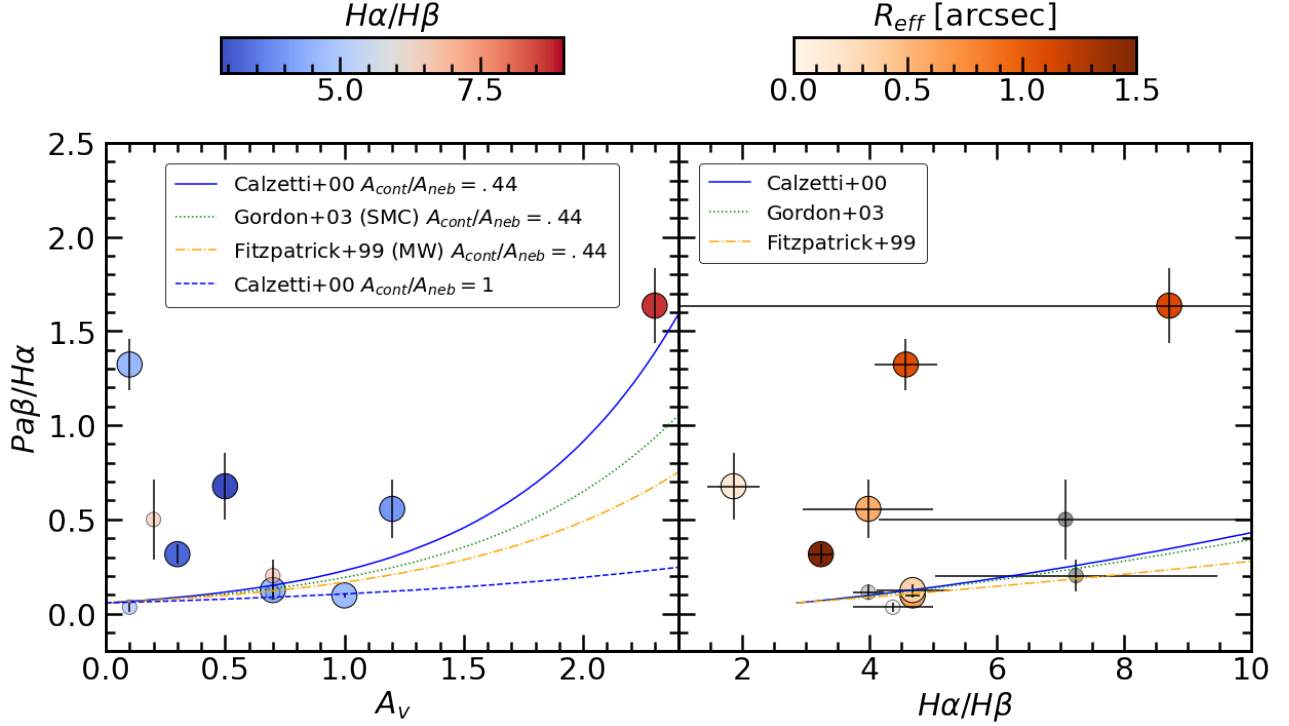 Hα/Hβ
R_eff [arcsec]
5.0 7.5
0.0 0.5 1.0 1.5
2.5
2.0
1.5
1.0
0.5
0.0
Paβ/Hα
Calzetti+00 A_cont/A_neb = .44
Gordon+03 (SMC) A_cont/A_neb = .44
Fitzpatrick+99 (MW) A_cont/A_neb = .44
Calzetti+00 A_cont/A_neb = 1
Calzetti+00
Gordon+03
Fitzpatrick+99
0.0 0.5 1.0 1.5 2.0
2 4 6 8 10
A_v
Hα/Hβ